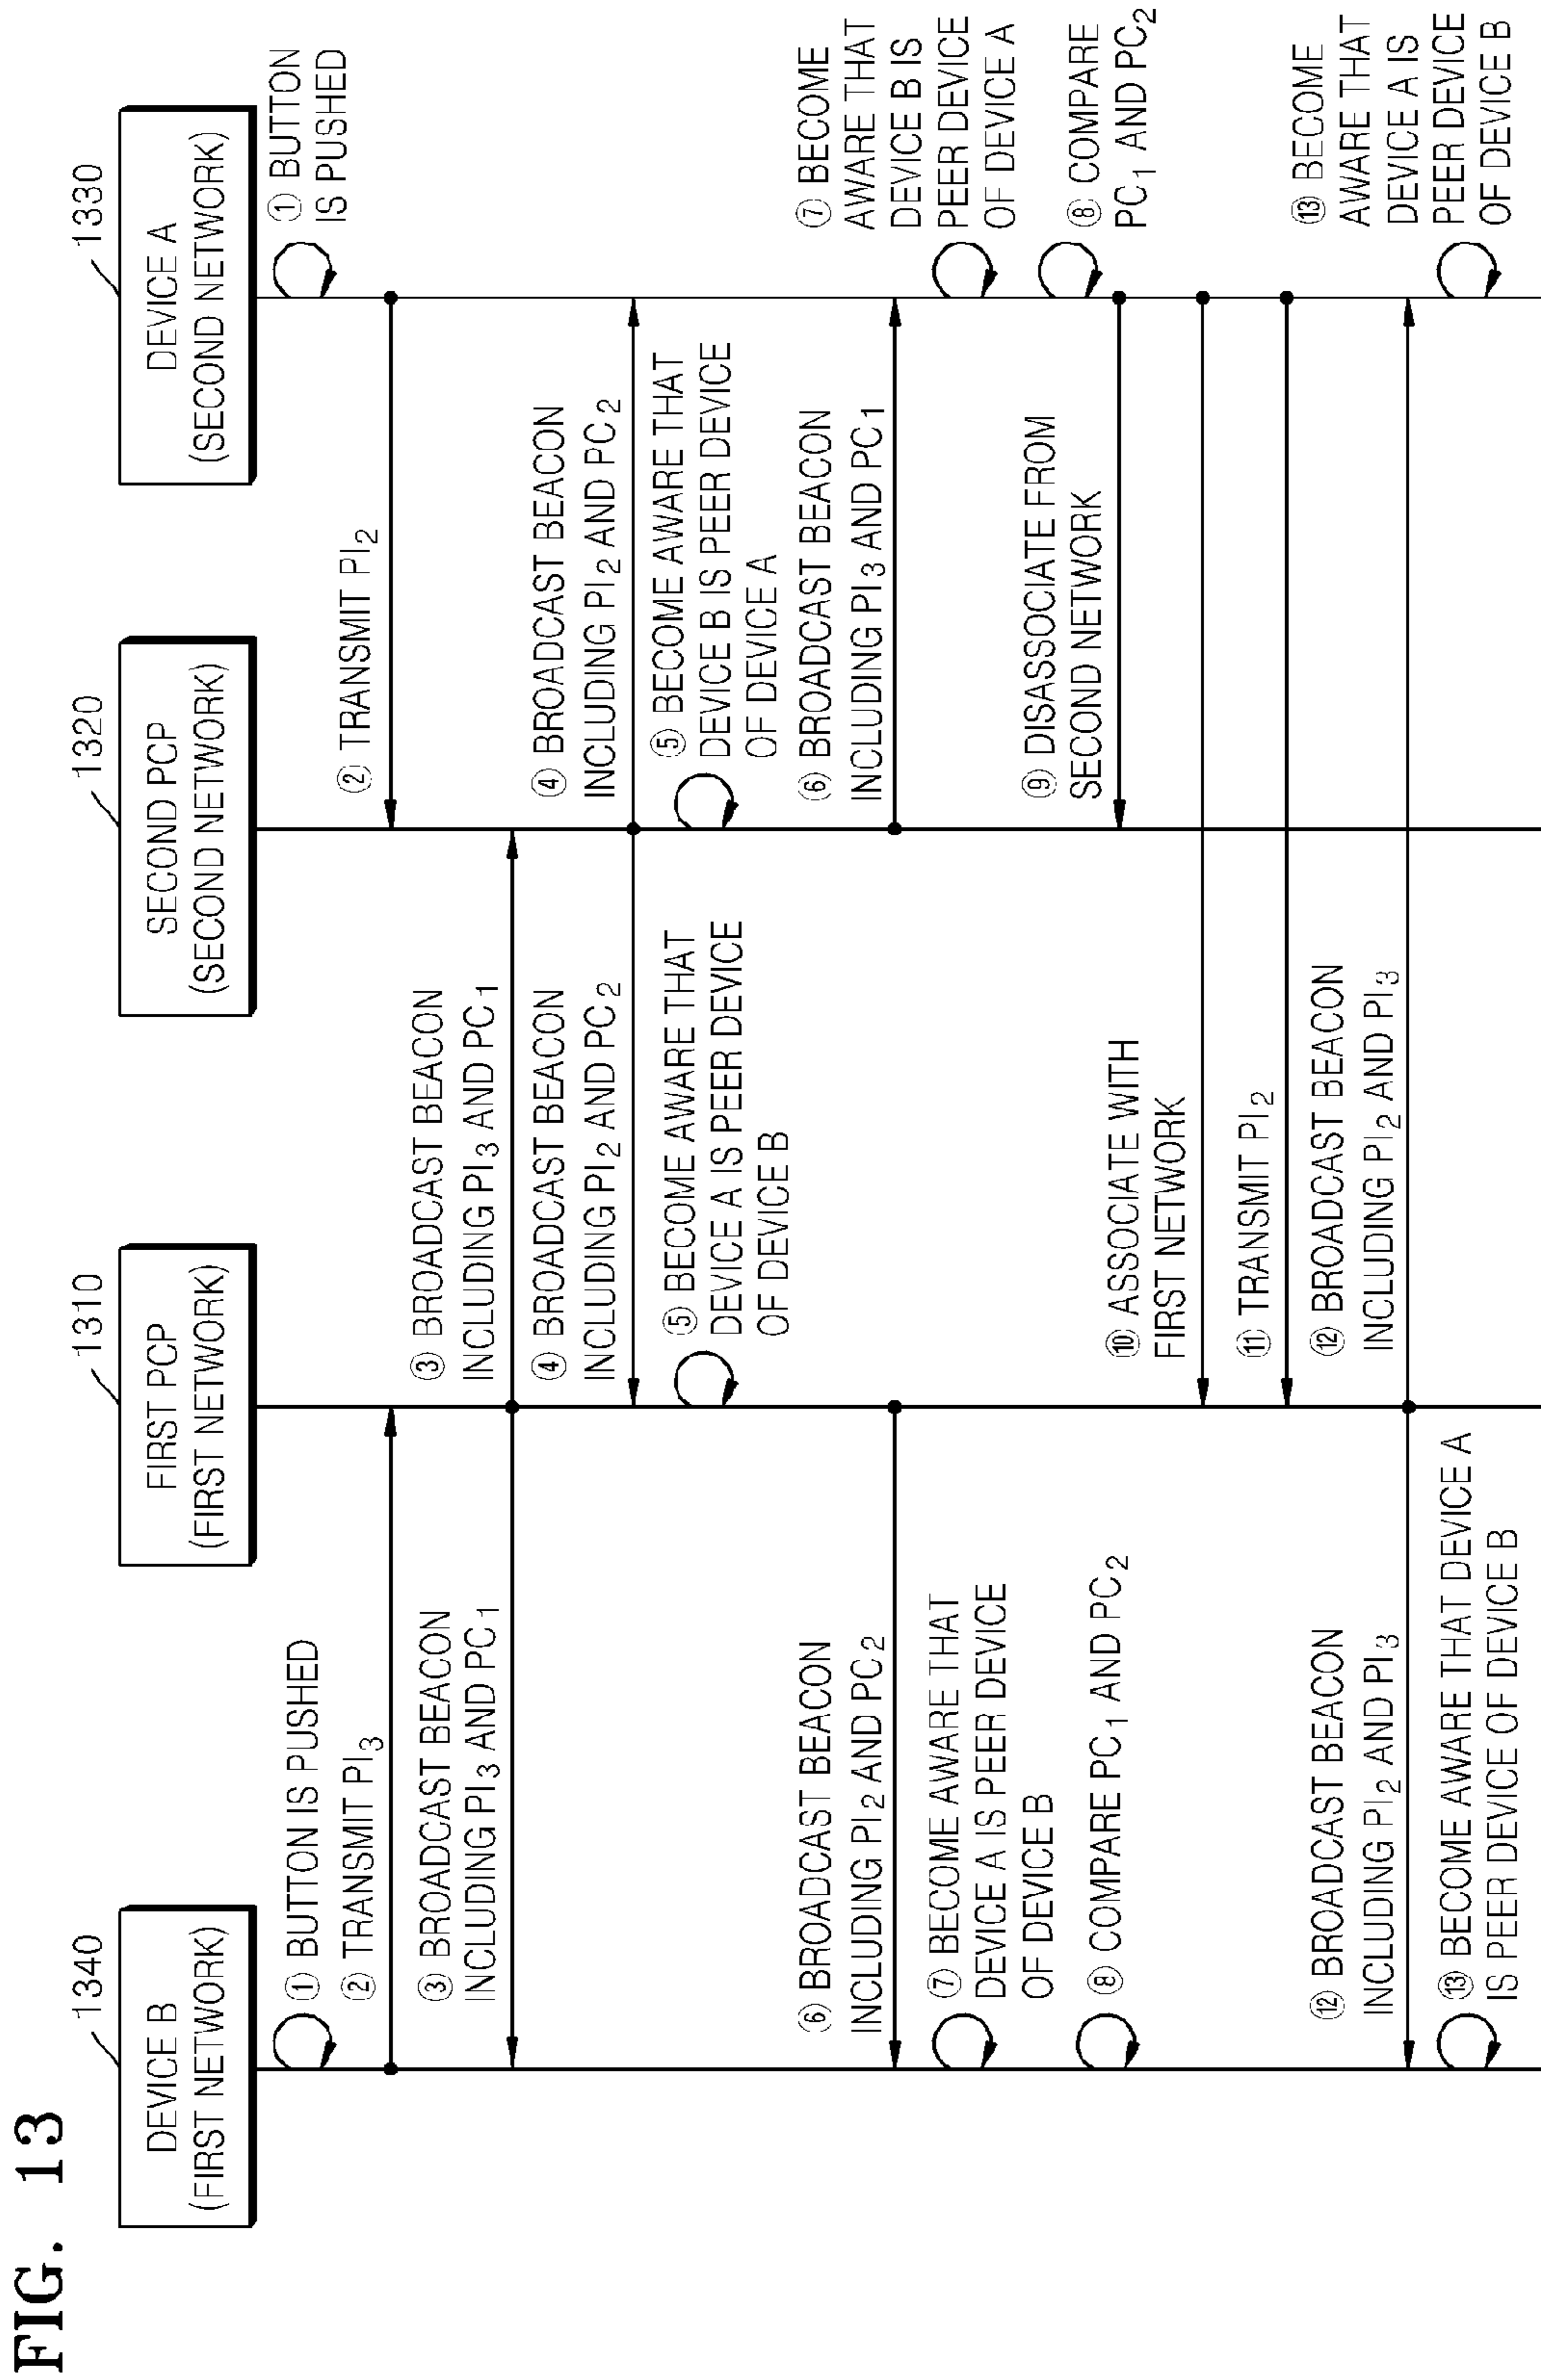 FIG. 13
1340
DEVICE B
(FIRST NETWORK)
1310
FIRST PCP
(FIRST NETWORK)
1320
SECOND PCP
(SECOND NETWORK)
1330
DEVICE A
(SECOND NETWORK)
① BUTTON IS PUSHED
① BUTTON
IS PUSHED
② TRANSMIT PI₃
② TRANSMIT PI₂
③ BROADCAST BEACON
INCLUDING PI₃ AND PC₁
③ BROADCAST BEACON
INCLUDING PI₃ AND PC₁
④ BROADCAST BEACON
INCLUDING PI₂ AND PC₂
④ BROADCAST BEACON
INCLUDING PI₂ AND PC₂
⑤ BECOME AWARE THAT
DEVICE A IS PEER DEVICE
OF DEVICE B
⑤ BECOME AWARE THAT
DEVICE B IS PEER DEVICE
OF DEVICE A
⑥ BROADCAST BEACON
INCLUDING PI₂ AND PC₂
⑥ BROADCAST BEACON
INCLUDING PI₃ AND PC₁
⑦ BECOME AWARE THAT
DEVICE A IS PEER DEVICE
OF DEVICE B
⑦ BECOME
AWARE THAT
DEVICE B IS
PEER DEVICE
OF DEVICE A
⑧ COMPARE PC₁ AND PC₂
⑧ COMPARE
PC₁ AND PC₂
⑨ DISASSOCIATE FROM
SECOND NETWORK
⑩ ASSOCIATE WITH
FIRST NETWORK
⑪ TRANSMIT PI₂
⑫ BROADCAST BEACON
INCLUDING PI₂ AND PI₃
⑫ BROADCAST BEACON
INCLUDING PI₂ AND PI₃
⑬ BECOME AWARE THAT DEVICE A
IS PEER DEVICE OF DEVICE B
⑬ BECOME
AWARE THAT
DEVICE A IS
PEER DEVICE
OF DEVICE B